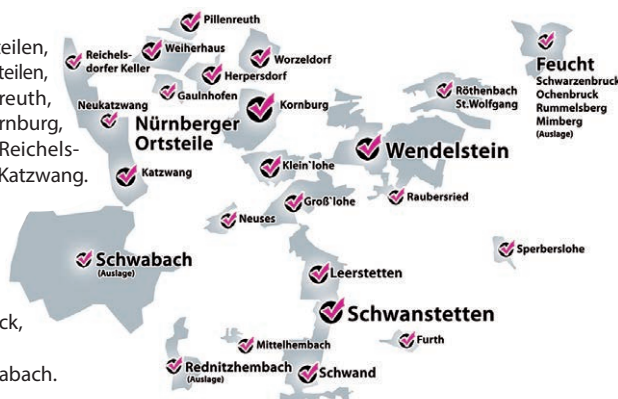 teilen,
teilen,
reuth,
rnburg,
Reichels-
Katzwang.
ck,
abach.
Pillenreuth
Reichels-
dorfer Keller
Weiherhaus
Worzeldorf
Herpersdorf
Gaulnhofen
Neukatzwang
Kornburg
Nürnberger
Ortsteile
Katzwang
Klein`lohe
Groß`lohe
Neuses
Röthenbach
St.Wolfgang
Feucht
Schwarzenbruck
Ochenbruck
Rummelsberg
Mimberg
(Auslage)
Wendelstein
Raubersried
Sperberslohe
Schwabach
(Auslage)
Leerstetten
Schwanstetten
Mittelhembach
Furth
Rednitzhembach
(Auslage)
Schwand